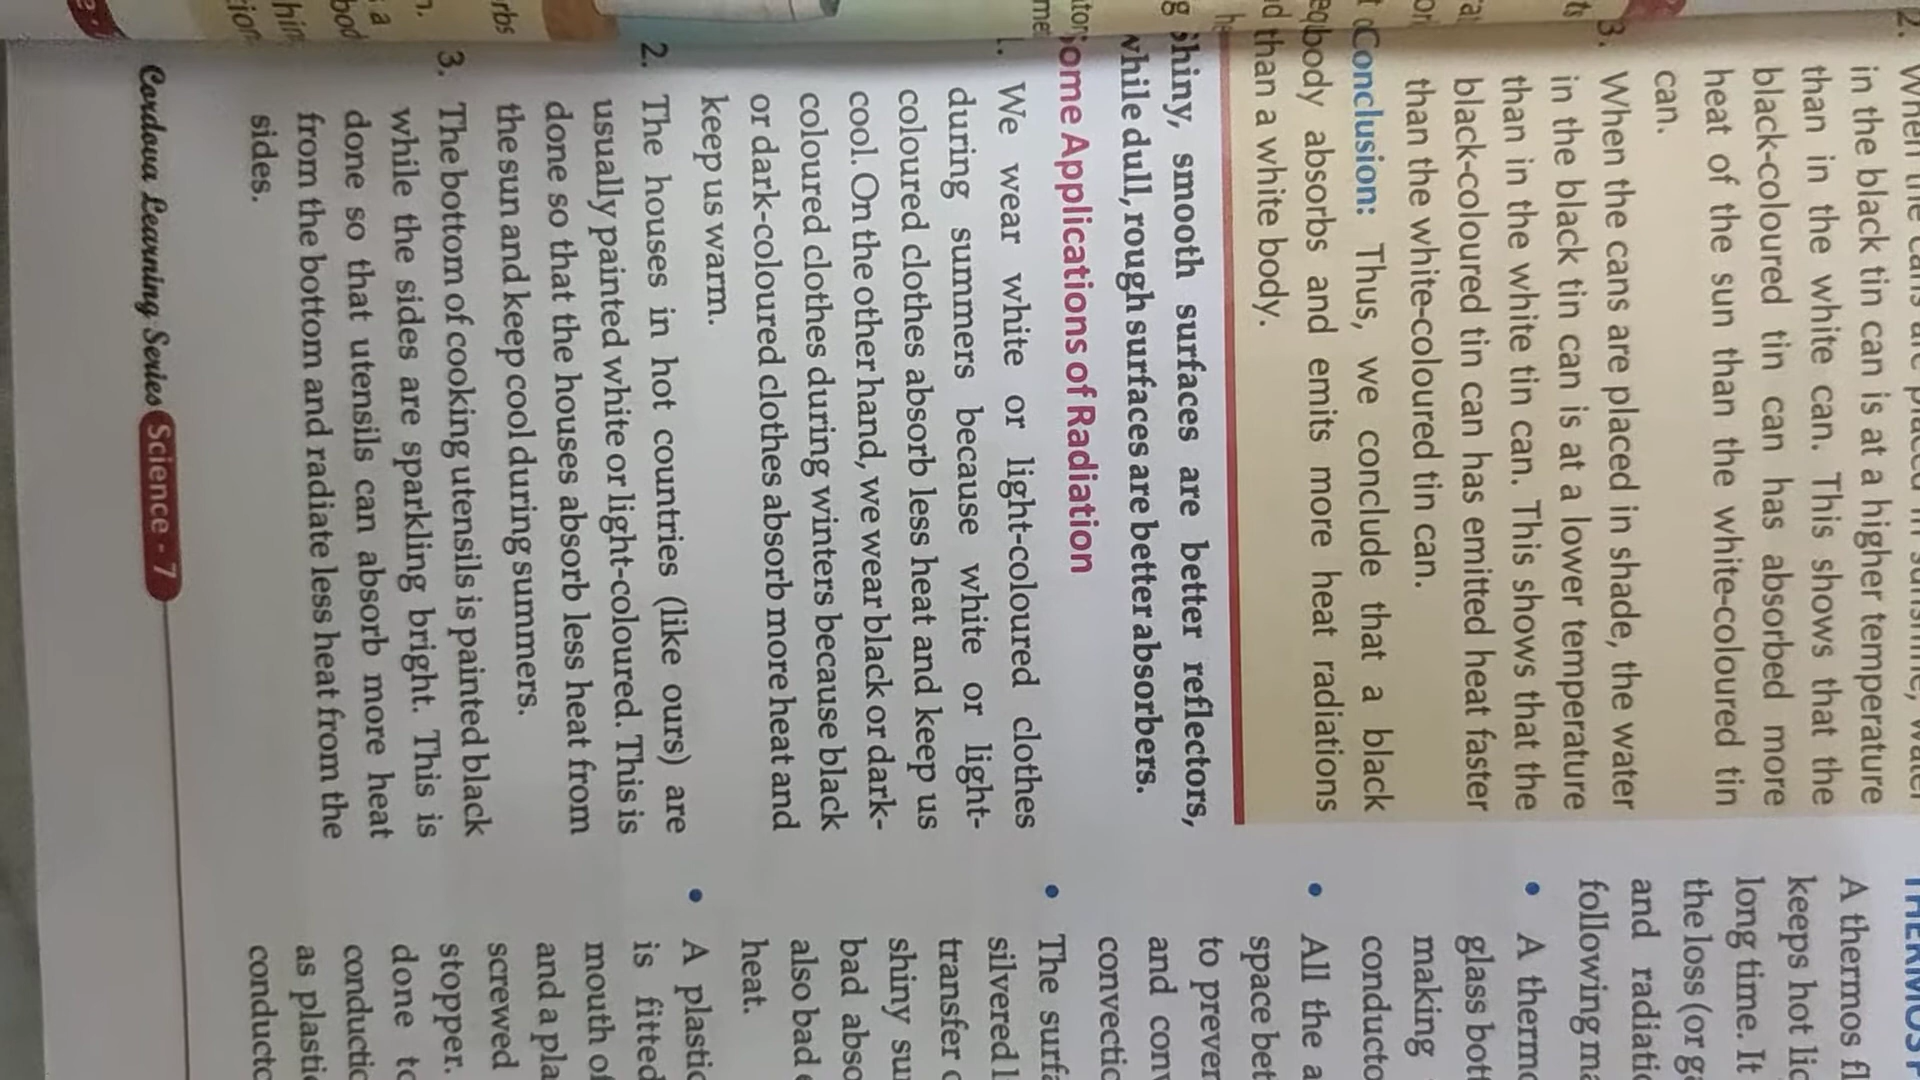 2. When the cans are placed in sunshine, water
in the black tin can is at a higher temperature
than in the white can. This shows that the
black-coloured tin can has absorbed more
heat of the sun than the white-coloured tin
can.
3. When the cans are placed in shade, the water
in the black tin can is at a lower temperature
than in the white tin can. This shows that the
black-coloured tin can has emitted heat faster
than the white-coloured tin can.
Conclusion: Thus, we conclude that a black
body absorbs and emits more heat radiations
than a white body.
Shiny, smooth surfaces are better reflectors,
while dull, rough surfaces are better absorbers.
Some Applications of Radiation
1. We wear white or light-coloured clothes
during summers because white or light-
coloured clothes absorb less heat and keep us
cool. On the other hand, we wear black or dark-
coloured clothes during winters because black
or dark-coloured clothes absorb more heat and
keep us warm.
2. The houses in hot countries (like ours) are
usually painted white or light-coloured. This is
done so that the houses absorb less heat from
the sun and keep cool during summers.
3. The bottom of cooking utensils is painted black
while the sides are sparkling bright. This is
done so that utensils can absorb more heat
from the bottom and radiate less heat from the
sides.
A thermos fl
keeps hot lic
long time. It
the loss (or ga
and radiatic
following ma
• A thermo
glass bott
making
conducto
• All the a
space bet
to prever
and conv
convectic
• The surfa
silvered l
transfer o
shiny su
bad abso
also bad e
heat.
• A plastic
is fitted
mouth of
and a pla
screwed
stopper.
done to
conductic
as plastic
conducto
Cordova Learning Series Science - 7